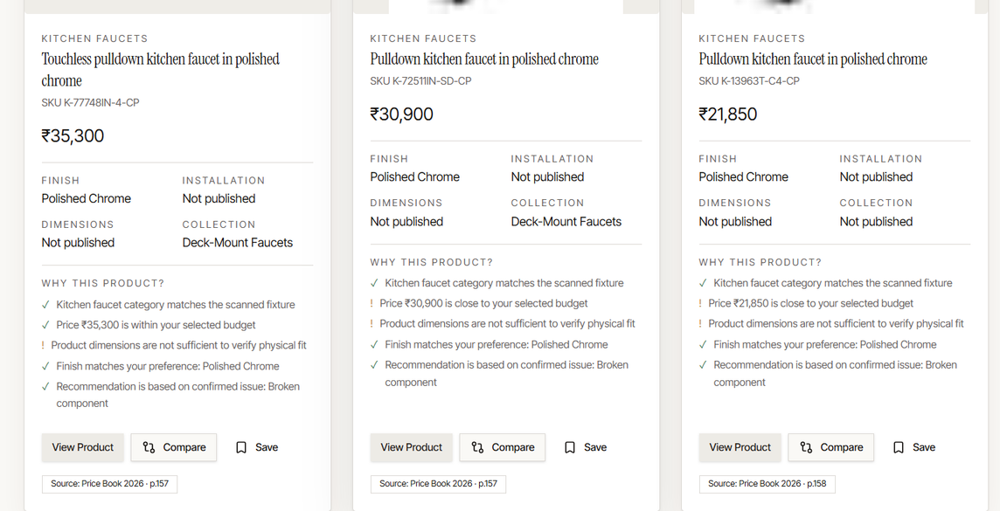 KITCHEN FAUCETS
Touchless pulldown kitchen faucet in polished
chrome
SKU K-77748IN-4-CP
₹35,300
FINISH
Polished Chrome
INSTALLATION
Not published
DIMENSIONS
Not published
COLLECTION
Deck-Mount Faucets
WHY THIS PRODUCT?
✓ Kitchen faucet category matches the scanned fixture
✓ Price ₹35,300 is within your selected budget
! Product dimensions are not sufficient to verify physical fit
✓ Finish matches your preference: Polished Chrome
✓ Recommendation is based on confirmed issue: Broken
component
View Product
Compare
Save
Source: Price Book 2026 · p.157
KITCHEN FAUCETS
Pulldown kitchen faucet in polished chrome
SKU K-72511IN-SD-CP
₹30,900
FINISH
Polished Chrome
INSTALLATION
Not published
DIMENSIONS
Not published
COLLECTION
Deck-Mount Faucets
WHY THIS PRODUCT?
✓ Kitchen faucet category matches the scanned fixture
! Price ₹30,900 is close to your selected budget
! Product dimensions are not sufficient to verify physical fit
✓ Finish matches your preference: Polished Chrome
✓ Recommendation is based on confirmed issue: Broken
component
View Product
Compare
Save
Source: Price Book 2026 · p.157
KITCHEN FAUCETS
Pulldown kitchen faucet in polished chrome
SKU K-13963T-C4-CP
₹21,850
FINISH
Polished Chrome
INSTALLATION
Not published
DIMENSIONS
Not published
COLLECTION
Not published
WHY THIS PRODUCT?
✓ Kitchen faucet category matches the scanned fixture
! Price ₹21,850 is close to your selected budget
! Product dimensions are not sufficient to verify physical fit
✓ Finish matches your preference: Polished Chrome
✓ Recommendation is based on confirmed issue: Broken
component
View Product
Compare
Save
Source: Price Book 2026 · p.158